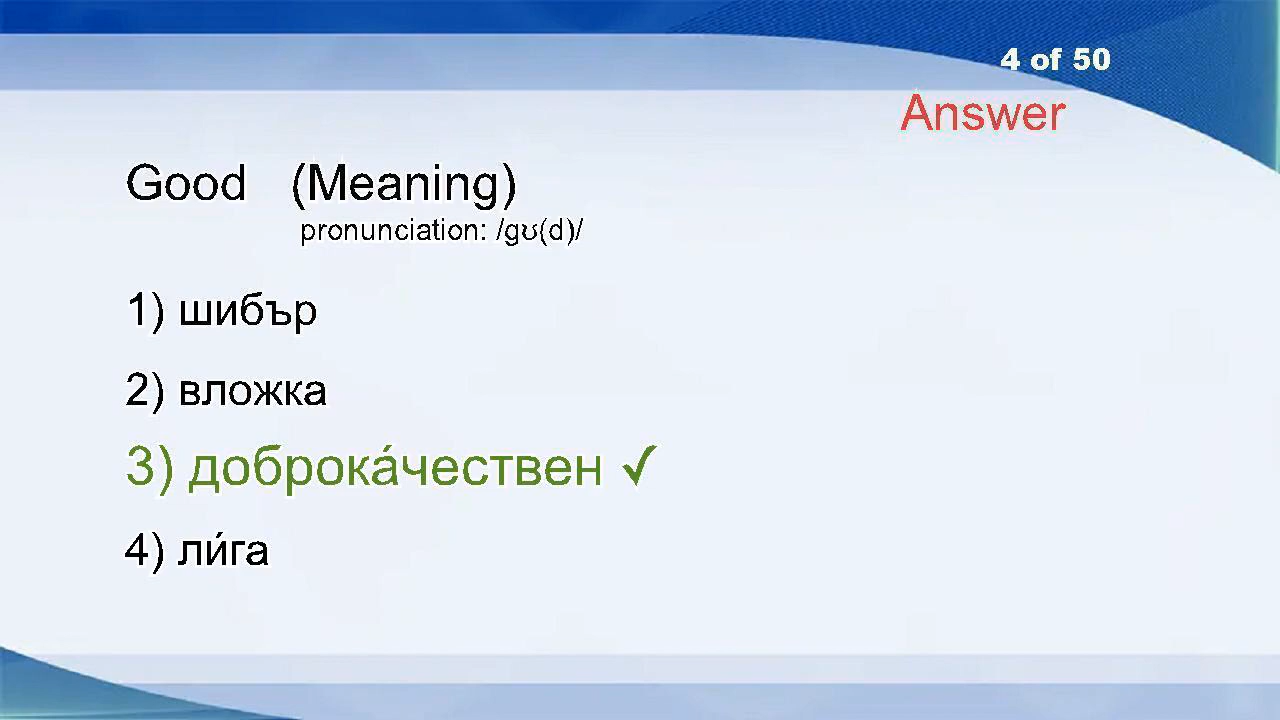 4 of 50
Answer
Good (Meaning)
pronunciation: /gʊ(d)/
1) шибър
2) вложка
3) доброка́чествен ✓
4) ли́га